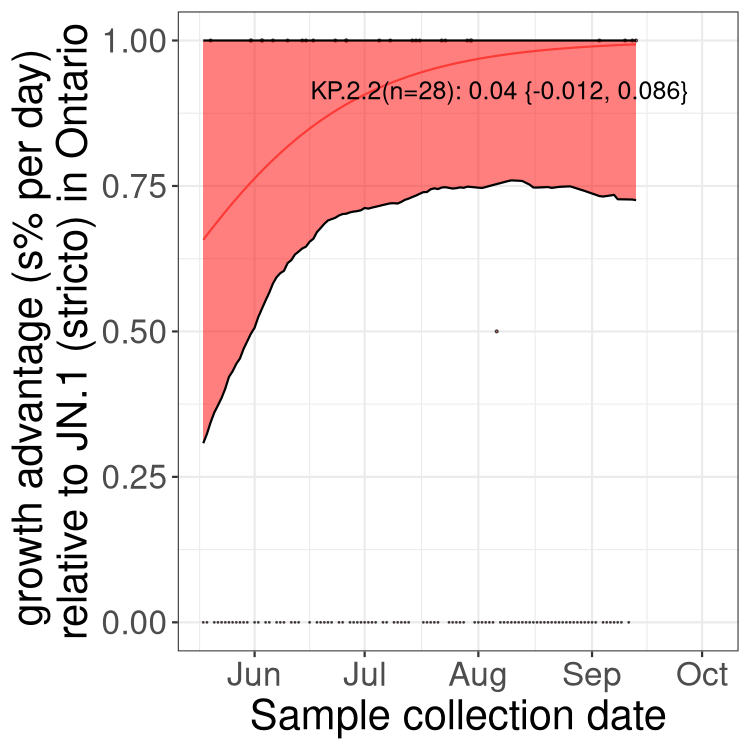 growth advantage (s% per day)
relative to JN.1 (stricto) in Ontario
1.00
0.75
0.50
0.25
0.00
KP.2.2(n=28): 0.04 {-0.012, 0.086}
Jun Jul Aug Sep Oct
Sample collection date